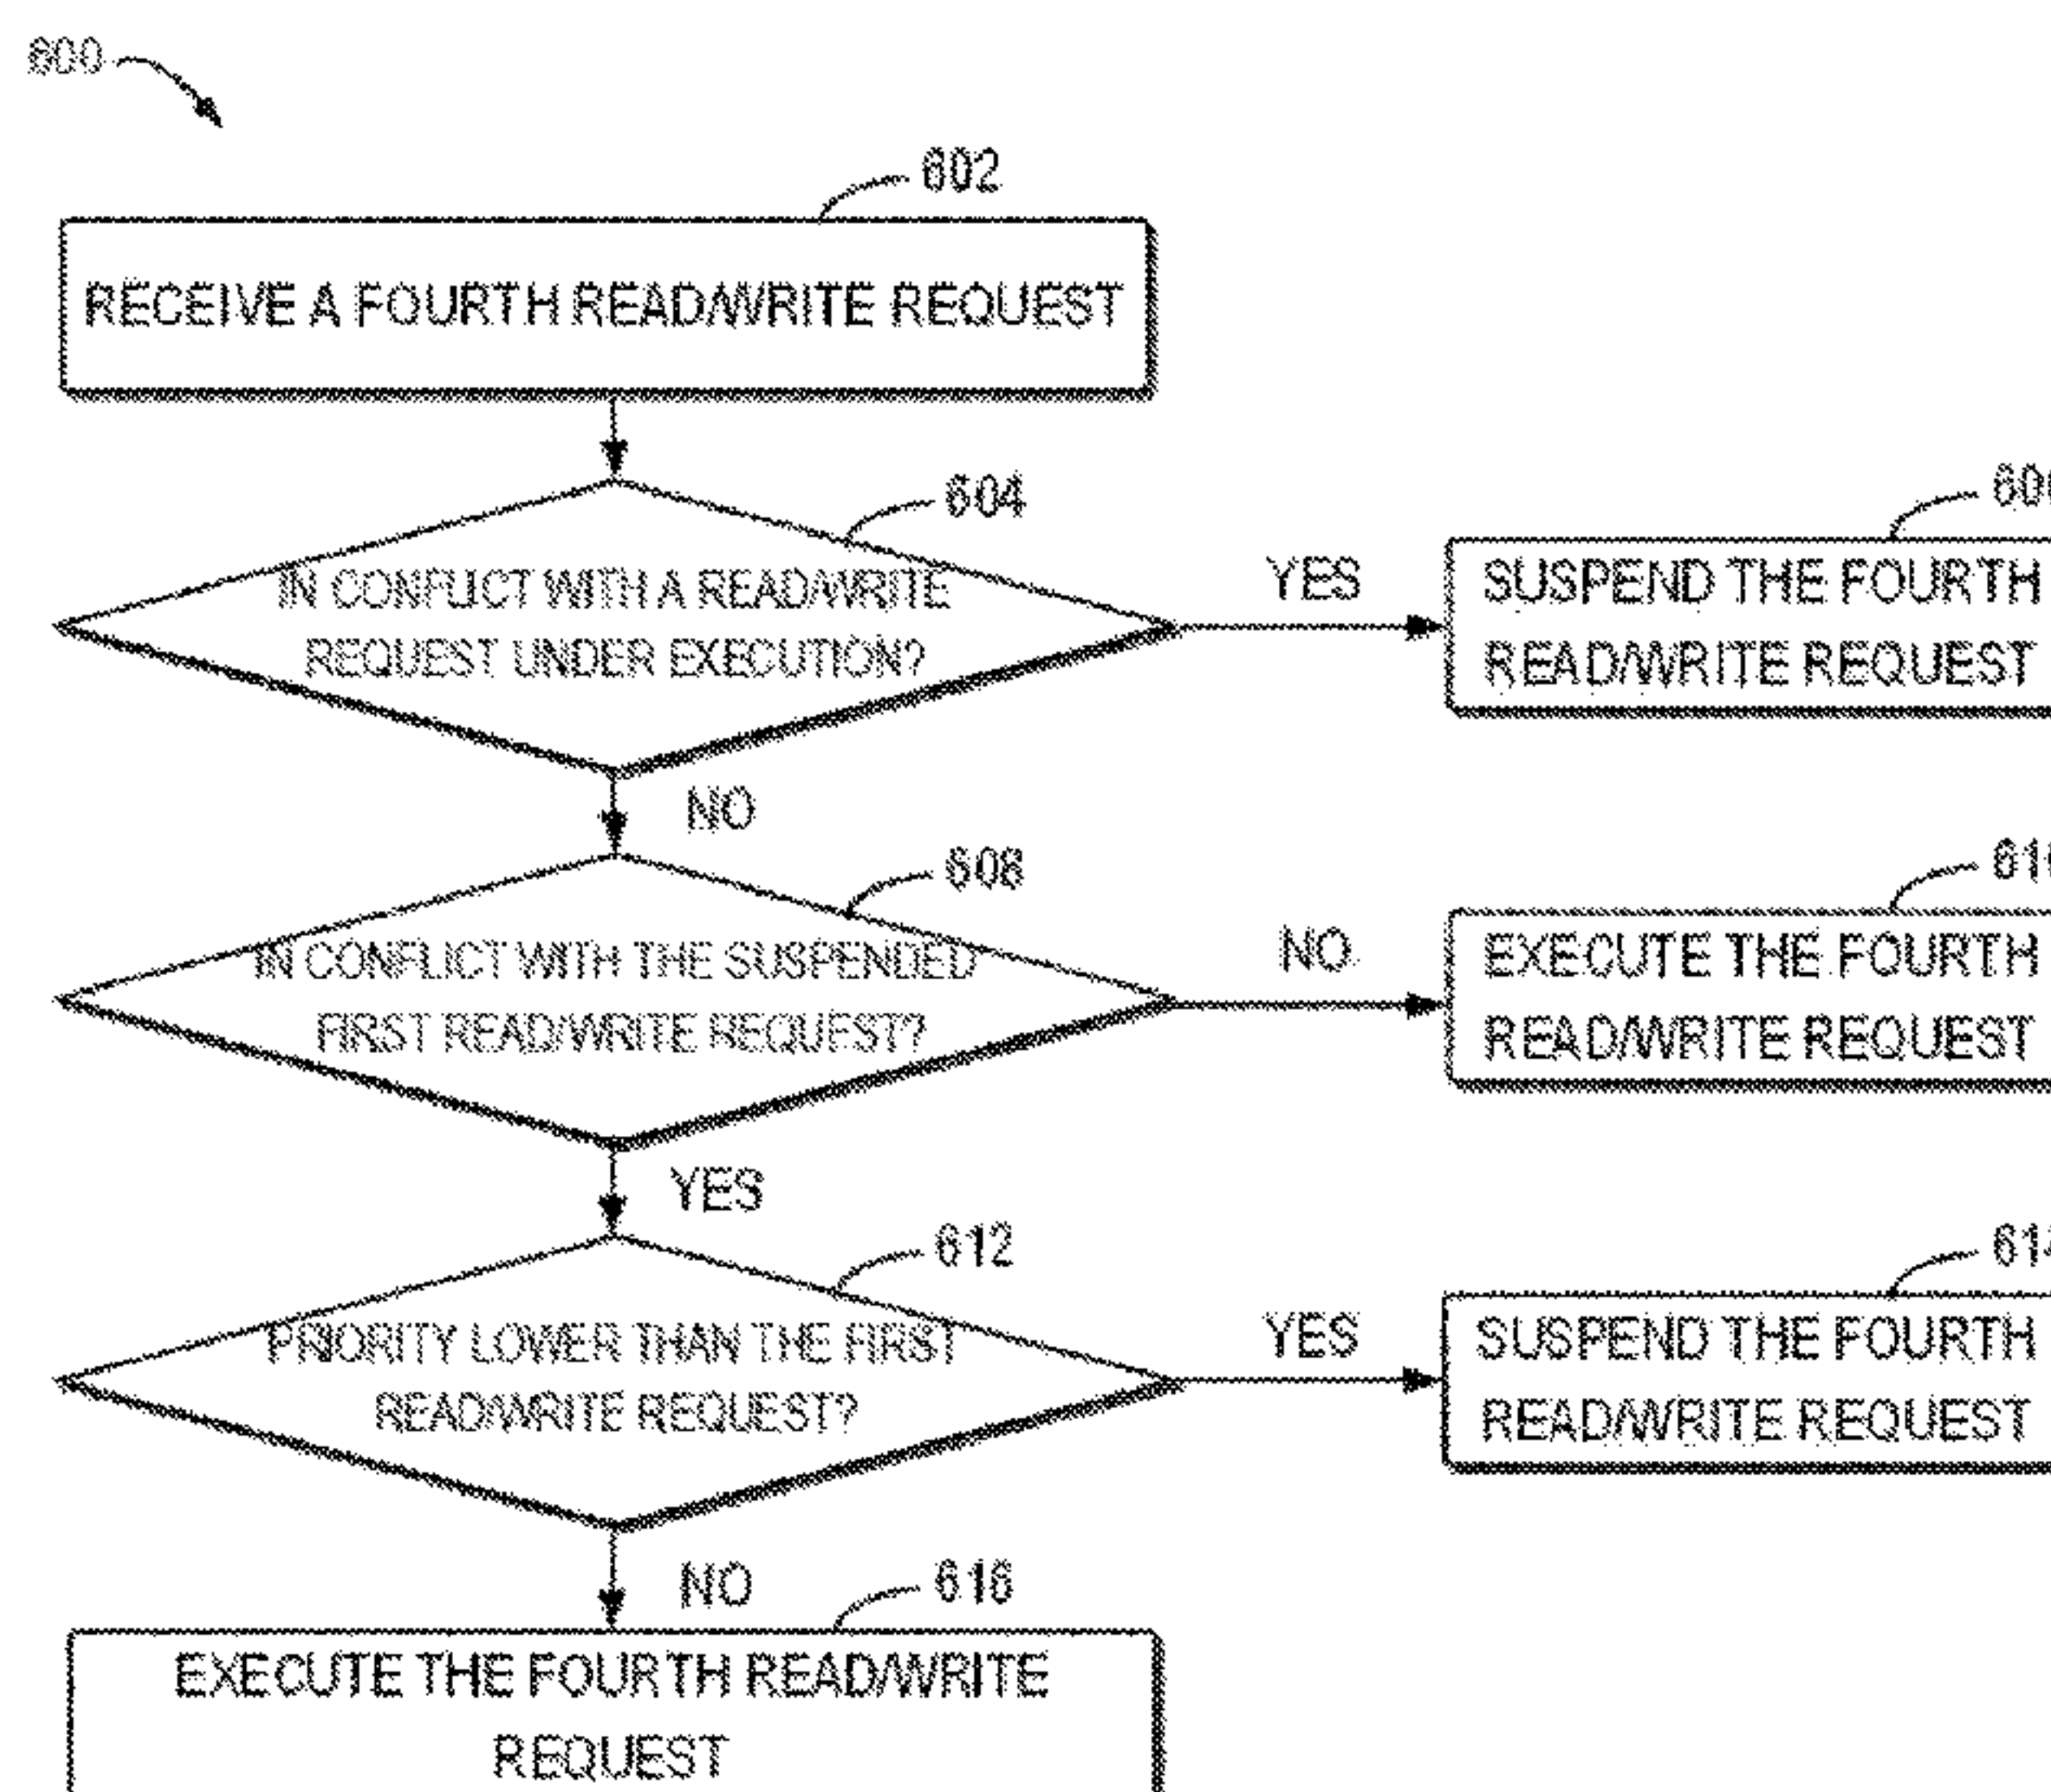 600
602
RECEIVE A FOURTH READ/WRITE REQUEST
604
IN CONFLICT WITH A READ/WRITE
REQUEST UNDER EXECUTION?
YES
SUSPEND THE FOURTH
READ/WRITE REQUEST
NO
608
IN CONFLICT WITH THE SUSPENDED
FIRST READ/WRITE REQUEST?
NO
EXECUTE THE FOURTH
READ/WRITE REQUEST
YES
612
PRIORITY LOWER THAN THE FIRST
READ/WRITE REQUEST?
YES
SUSPEND THE FOURTH
READ/WRITE REQUEST
NO
616
EXECUTE THE FOURTH READ/WRITE
REQUEST